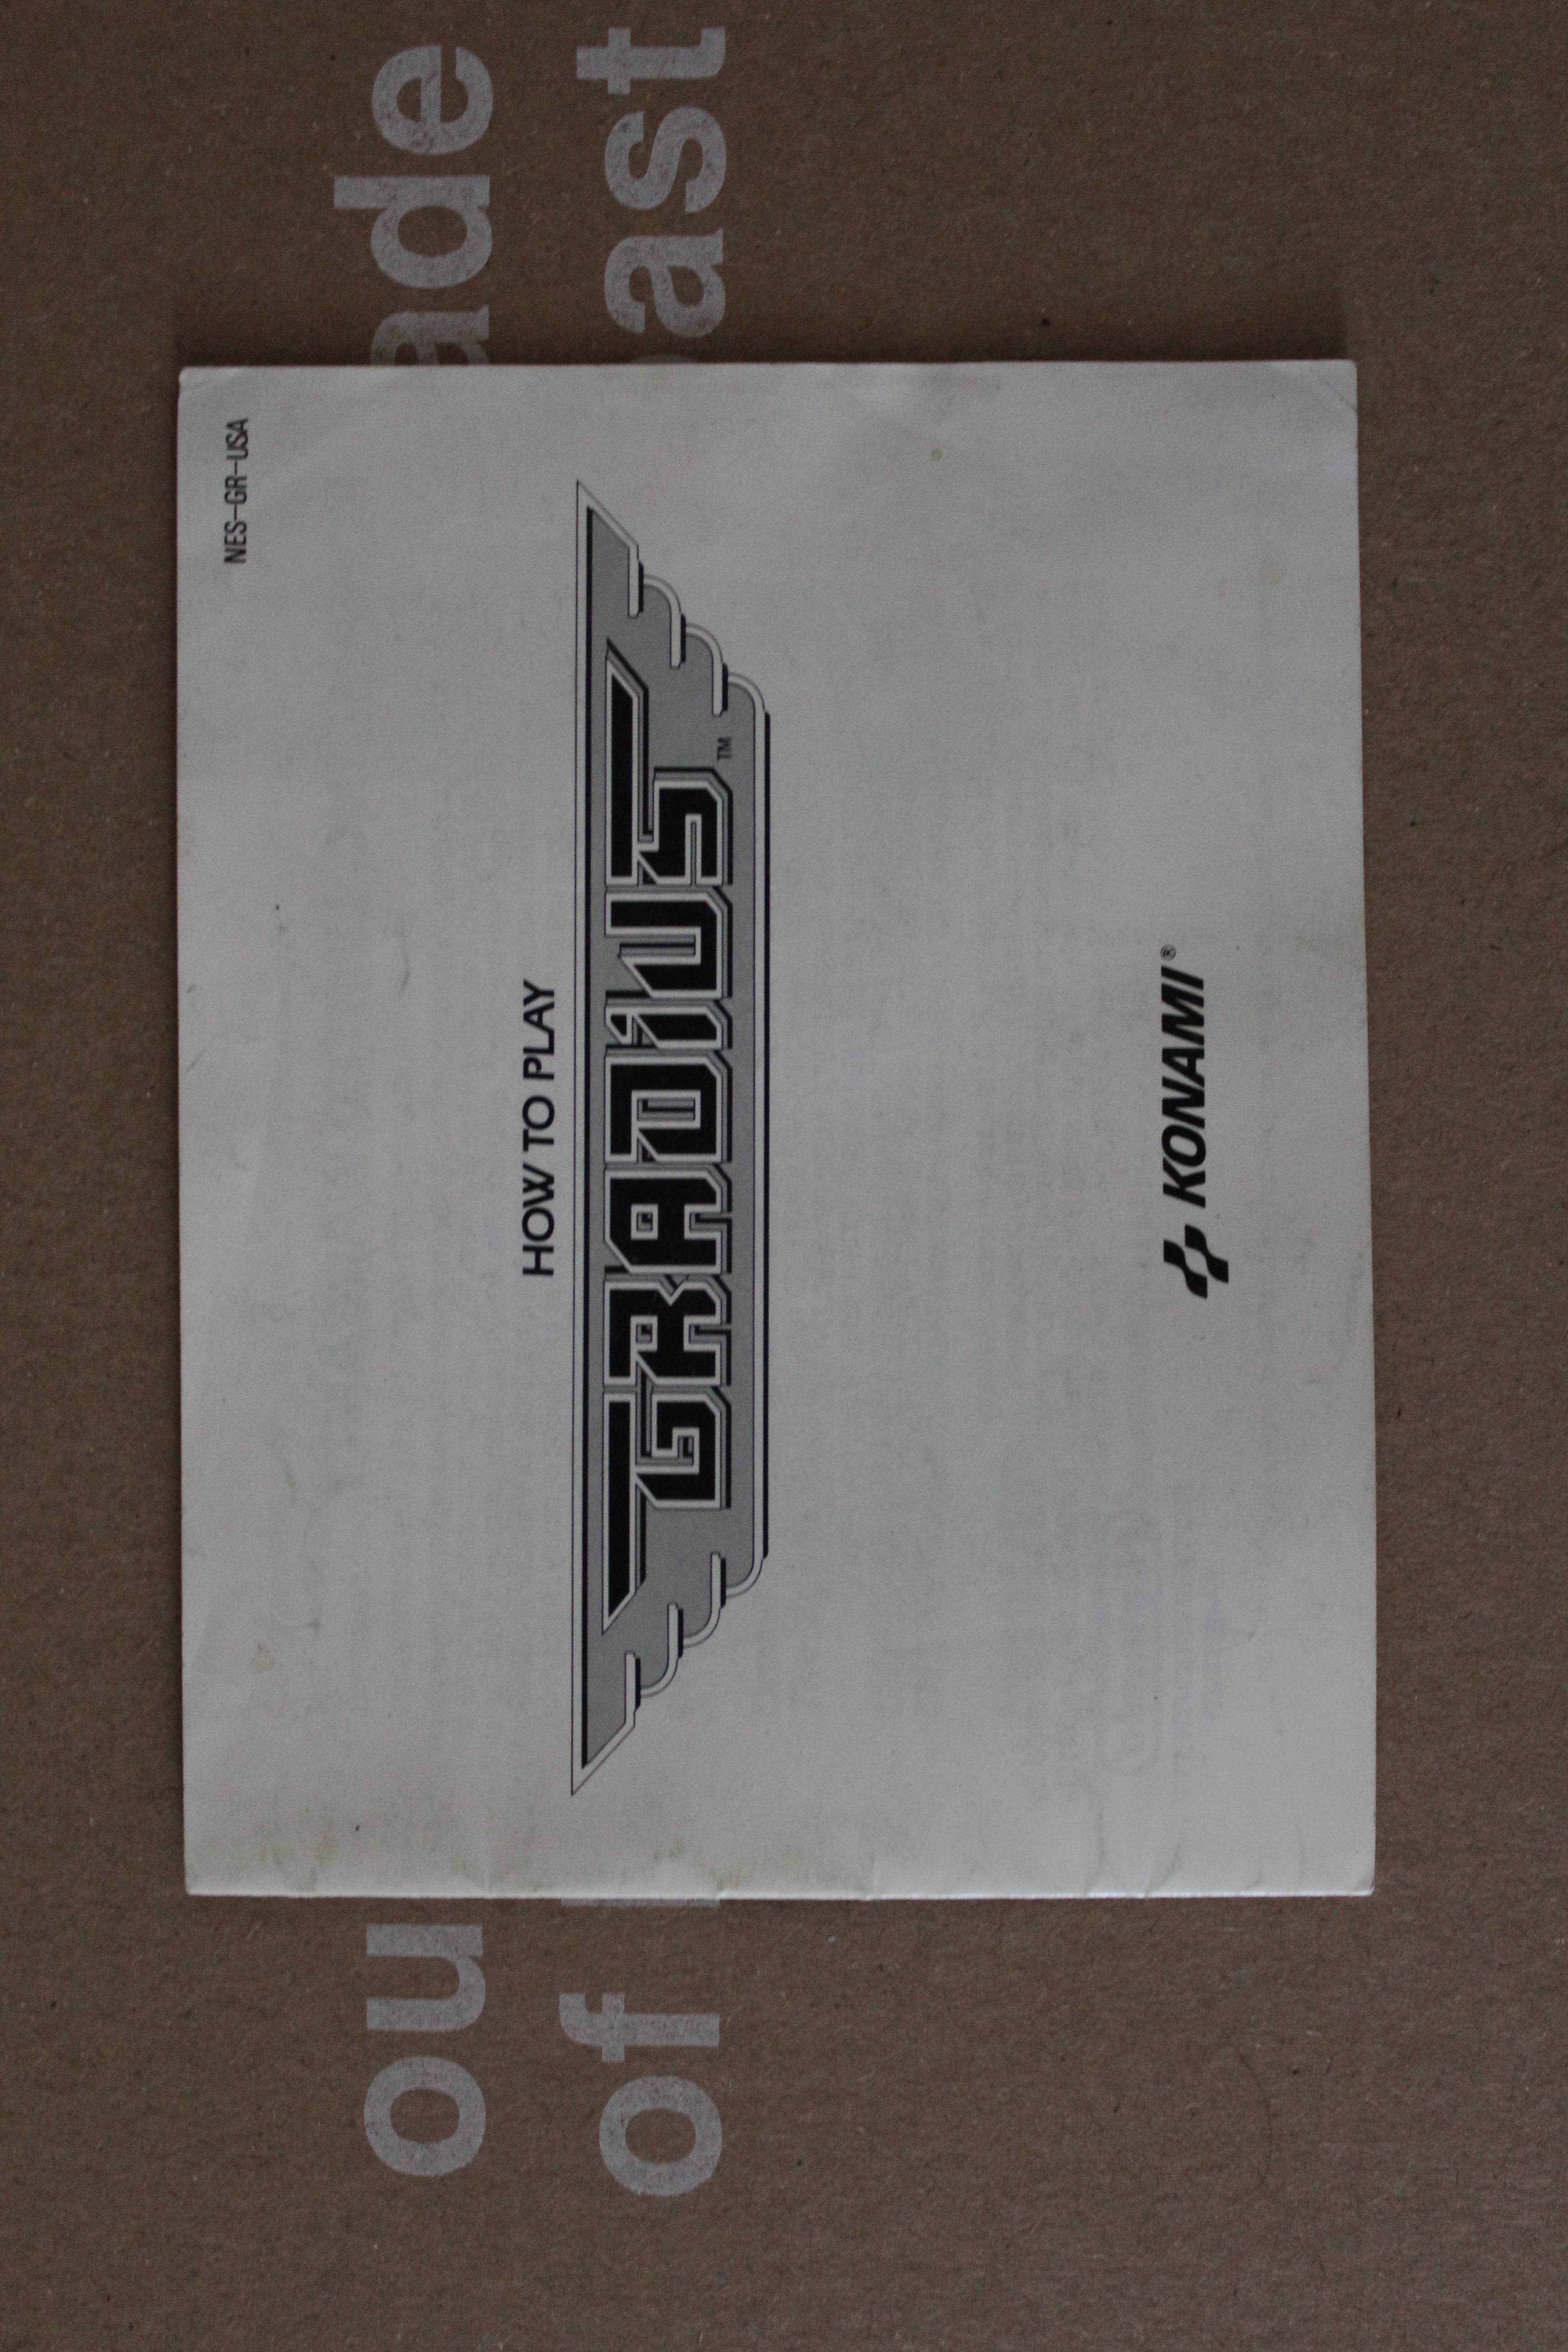 NES-GR-USA
HOW TO PLAY
GRADIUS™
KONAMI®
ou ade
of ast